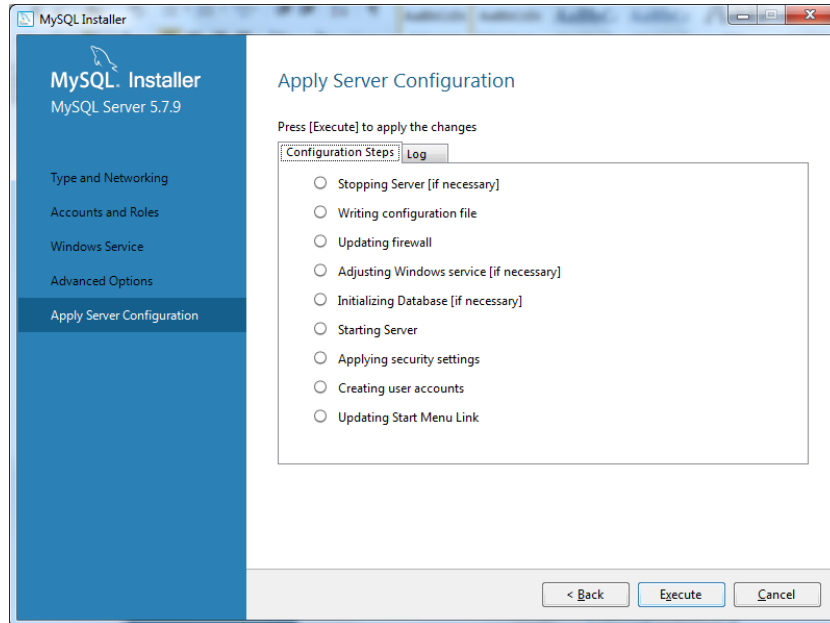 MySQL Installer
MySQL. Installer
MySQL Server 5.7.9
Type and Networking
Accounts and Roles
Windows Service
Advanced Options
Apply Server Configuration
Apply Server Configuration
Press [Execute] to apply the changes
Configuration Steps Log
Stopping Server [if necessary]
Writing configuration file
Updating firewall
Adjusting Windows service [if necessary]
Initializing Database [if necessary]
Starting Server
Applying security settings
Creating user accounts
Updating Start Menu Link
< Back Execute Cancel